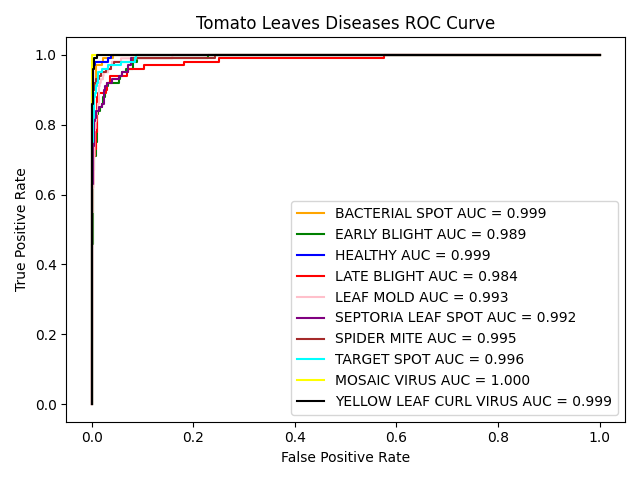 Tomato Leaves Diseases ROC Curve
True Positive Rate
1.0
0.8
0.6
0.4
0.2
0.0
BACTERIAL SPOT AUC = 0.999
EARLY BLIGHT AUC = 0.989
HEALTHY AUC = 0.999
LATE BLIGHT AUC = 0.984
LEAF MOLD AUC = 0.993
SEPTORIA LEAF SPOT AUC = 0.992
SPIDER MITE AUC = 0.995
TARGET SPOT AUC = 0.996
MOSAIC VIRUS AUC = 1.000
YELLOW LEAF CURL VIRUS AUC = 0.999
0.0 0.2 0.4 0.6 0.8 1.0
False Positive Rate